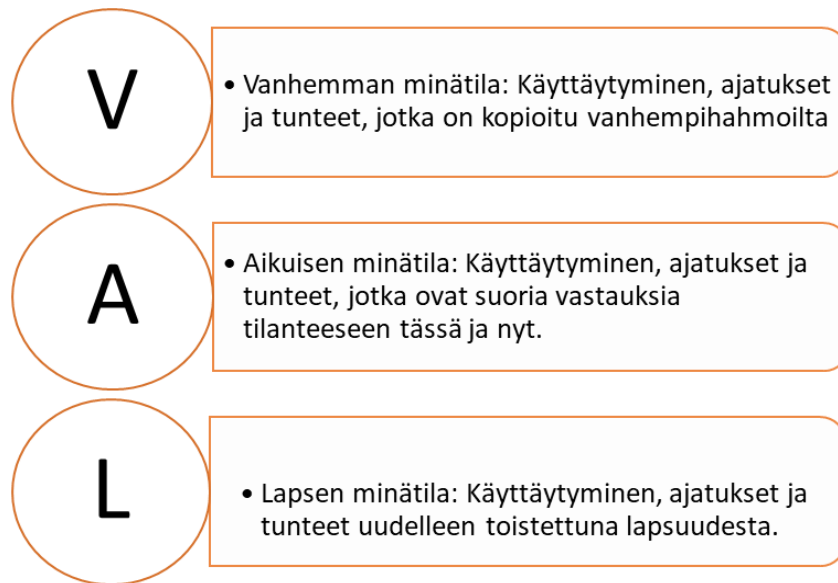 V
• Vanhemman minätila: Käyttäytyminen, ajatukset
ja tunteet, jotka on kopioitu vanhempihahmoilta
A
• Aikuisen minätila: Käyttäytyminen, ajatukset ja
tunteet, jotka ovat suoria vastauksia
tilanteeseen tässä ja nyt.
L
• Lapsen minätila: Käyttäytyminen, ajatukset ja
tunteet uudelleen toistettuna lapsuudesta.